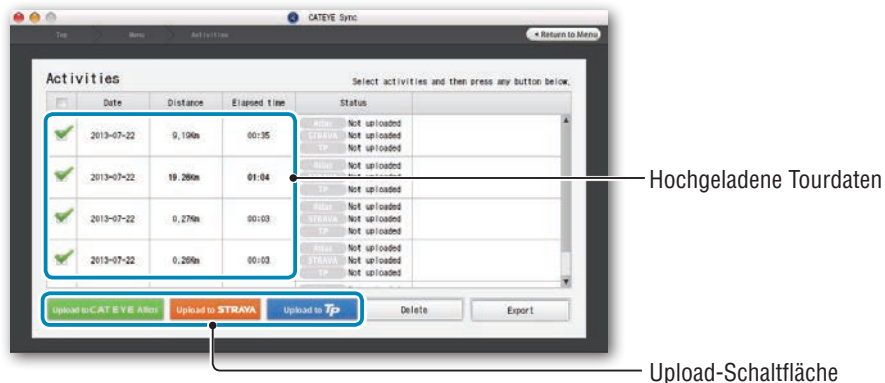 CATEYE Sync
Top Menu Activities Return to Menu
Activities
Select activities and then press any button below.
Date Distance Elapsed time Status
2013-07-22 9,19Km 00:35
Atlas Not uploaded
STRAVA Not uploaded
TP Not uploaded
2013-07-22 19.26Km 01:04
Atlas Not uploaded
Not uploaded
TP Not uploaded
Hochgeladene Tourdaten
2013-07-22 0,27Km 00:03
Atlas Not uploaded
STRAVA Not uploaded
TP Not uploaded
2013-07-22 0,26Km 00:03
Atlas Not uploaded
STRAVA Not uploaded
TP Not uploaded
Upload to CATEYE Atlas Upload to STRAVA Upload to Tp Delete Export
Upload-Schaltfläche